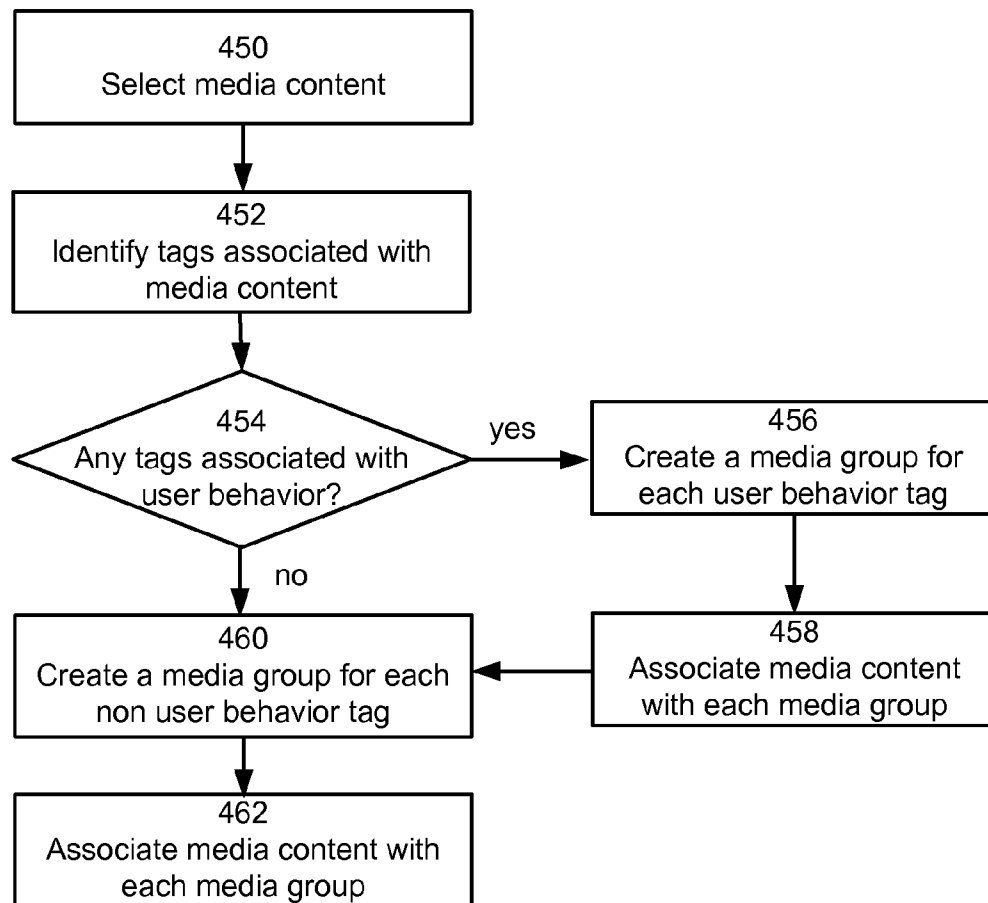 450
Select media content
452
Identify tags associated with
media content
454
Any tags associated with
user behavior?
yes
456
Create a media group for
each user behavior tag
no
458
Associate media content
with each media group
460
Create a media group for each
non user behavior tag
462
Associate media content with
each media group